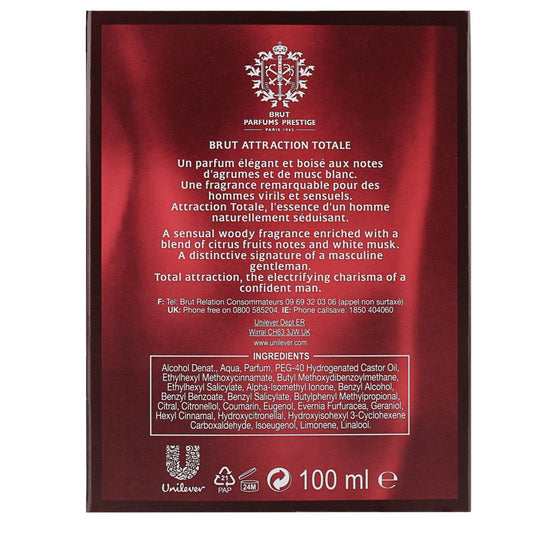 BRUT
PARFUMS PRESTIGE
PARIS 1963
BRUT ATTRACTION TOTALE
Un parfum élégant et boisé aux notes
d'agrumes et de musc blanc.
Une fragrance remarquable pour des
hommes virils et sensuels.
Attraction Totale, l'essence d'un homme
naturellement séduisant.
A sensual woody fragrance enriched with a
blend of citrus fruits notes and white musk.
A distinctive signature of a masculine
gentleman.
Total attraction, the electrifying charisma of a
confident man.
F: Tel: Brut Relation Consommateurs 09 69 32 03 06 (appel non surtaxé)
UK: Phone free on 0800 585204. IE: Phone callsave: 1850 404060
Unilever Dept ER
Wirral CH63 3JW UK
www.unilever.com
INGREDIENTS
Alcohol Denat., Aqua, Parfum, PEG-40 Hydrogenated Castor Oil,
Ethylhexyl Methoxycinnamate, Butyl Methoxydibenzoylmethane,
Ethylhexyl Salicylate, Alpha-Isomethyl Ionone, Benzyl Alcohol,
Benzyl Benzoate, Benzyl Salicylate, Butylphenyl Methylpropional,
Citral, Citronellol, Coumarin, Eugenol, Evernia Furfuracea, Geraniol,
Hexyl Cinnamal, Hydroxycitronellal, Hydroxyisohexyl 3-Cyclohexene
Carboxaldehyde, Isoeugenol, Limonene, Linalool.
Unilever
21
PAP
24M
100 ml e